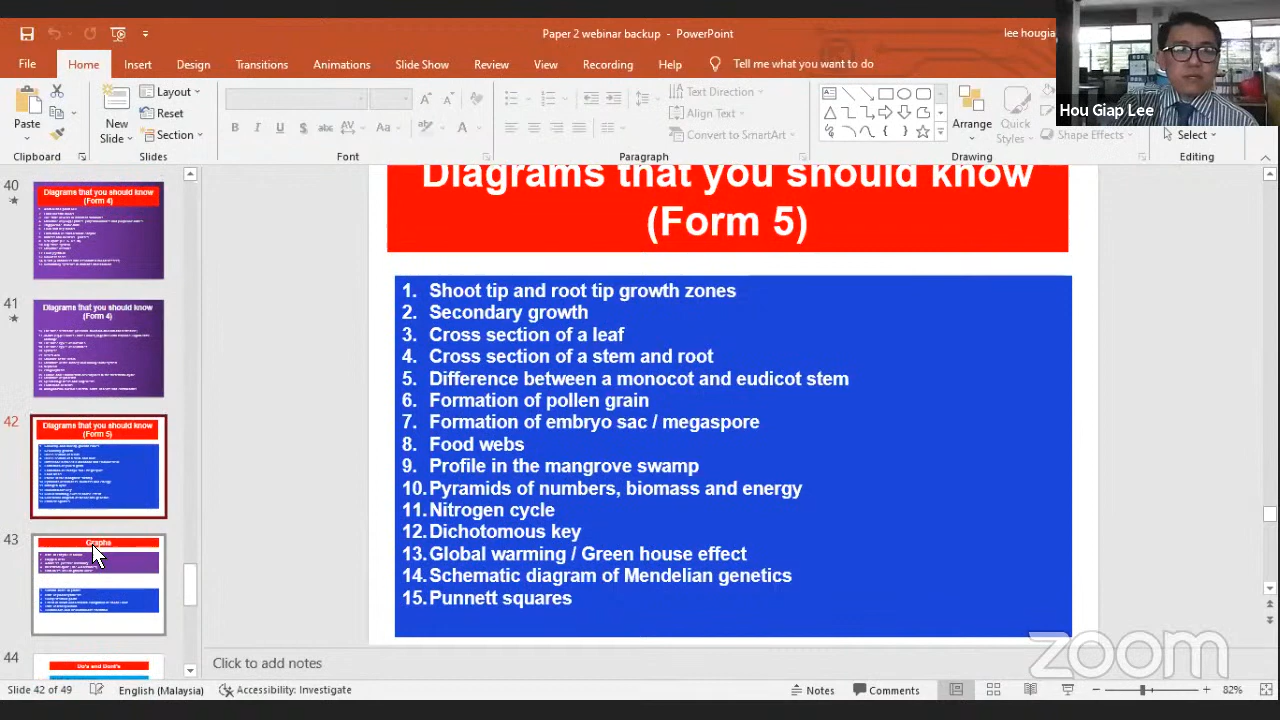 Paper 2 webinar backup - PowerPoint
lee hougia
File
Home
Insert
Design
Transitions
Animations
Slide Show
Review
View
Recording
Help
Tell me what you want to do
Paste
Clipboard
New
Slide
Layout
Reset
Section
Slides
Font
Text Direction
Align Text
Convert to SmartArt
Paragraph
Arrange
Quick
Styles
Shape Effects
Drawing
Select
Editing
Hou Giap Lee
40
Diagrams that you should know
(Form 4)
41
Diagrams that you should know
(Form 4)
42
Diagrams that you should know
(Form 5)
43
Graphs
44
Do's and Dont's
Diagrams that you should know
(Form 5)
1. Shoot tip and root tip growth zones
2. Secondary growth
3. Cross section of a leaf
4. Cross section of a stem and root
5. Difference between a monocot and eudicot stem
6. Formation of pollen grain
7. Formation of embryo sac / megaspore
8. Food webs
9. Profile in the mangrove swamp
10. Pyramid of numbers, biomass and energy
11. Nitrogen cycle
12. Dichotomous key
13. Global warming / Green house effect
14. Schematic diagram of Mendelian genetics
15. Punnett squares
Click to add notes
zoom
Slide 42 of 49
English (Malaysia)
Accessibility: Investigate
Notes
Comments
82%